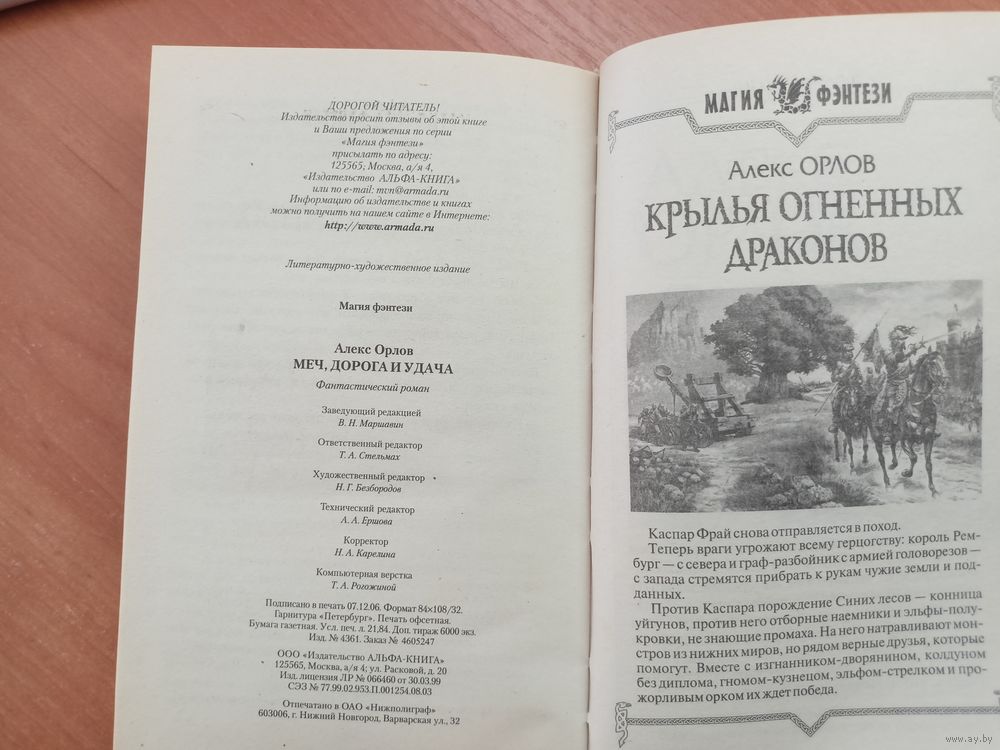 ДОРОГОЙ ЧИТАТЕЛЬ!
Издательство просит отзывы об этой книге
и Ваши предложения по серии
«Магия фэнтези»
присылать по адресу:
125565, Москва, а/я 4,
«Издательство АЛЬФА-КНИГА»
или по e-mail: mvn@armada.ru
Информацию об издательстве и книгах
можно получить на нашем сайте в Интернете:
http://www.armada.ru
Литературно-художественное издание
Магия фэнтези
Алекс Орлов
МЕЧ, ДОРОГА И УДАЧА
Фантастический роман
Заведующий редакцией
В. Н. Маршавин
Ответственный редактор
Т. А. Стельмах
Художественный редактор
Н. Г. Безбородов
Технический редактор
А. А. Ершова
Корректор
Н. А. Карелина
Компьютерная верстка
Т. А. Рогожиной
Подписано в печать 07.12.06. Формат 84×108/32.
Гарнитура «Петербург». Печать офсетная.
Бумага газетная. Усл. печ. л. 21,84. Доп. тираж 6000 экз.
Изд. № 4361. Заказ № 4605247
ООО «Издательство АЛЬФА-КНИГА»
125565, Москва, а/я 4; ул. Расковой, д. 20
Изд. лицензия ЛР № 066460 от 30.03.99
СЭЗ № 77.99.02.953.П.001254.08.03
Отпечатано в ОАО «Нижполиграф»
603006, г. Нижний Новгород, Варварская ул., 32
МАГИЯ ФЭНТЕЗИ
Алекс ОРЛОВ
КРЫЛЬЯ ОГНЕННЫХ
ДРАКОНОВ
Каспар Фрай снова отправляется в поход.
Теперь враги угрожают всему герцогству: король Рем-
бург — с севера и граф-разбойник с армией головорезов —
с запада стремятся прибрать к рукам чужие земли и под-
данных.
Против Каспара порождение Синих лесов — конница
уйгунов, против него отборные наемники и эльфы-полу-
кровки, не знающие промаха. На него натравливают мон-
стров из нижних миров, но рядом верные друзья, которые
помогут. Вместе с изгнанником-дворянином, колдуном
без диплома, гномом-кузнецом, эльфом-стрелком и про-
жорливым орком их ждет победа.
www.ay.by